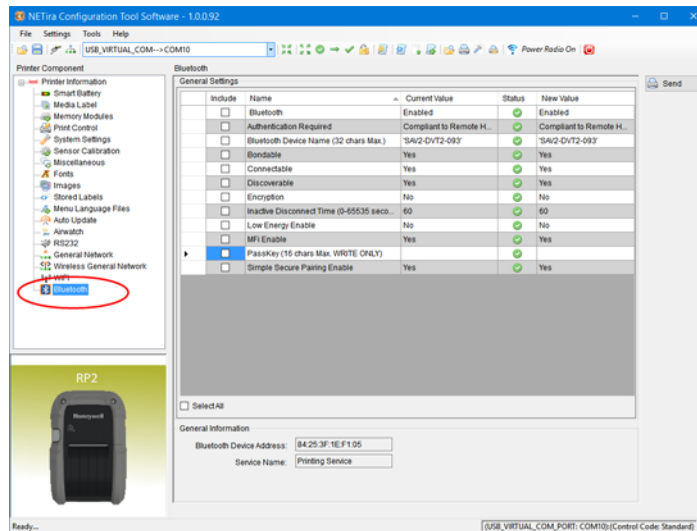 NETira Configuration Tool Software - 1.0.0.92
File Settings Tools Help
USB_VIRTUAL_COM-->COM10
Power Radio On
Printer Component
Printer Information
Smart Battery
Media Label
Memory Modules
Print Control
System Settings
Sensor Calibration
Miscellaneous
Fonts
Images
Stored Labels
Menu Language Files
Auto Update
Airwatch
RS232
General Network
Wireless General Network
WiFi
Bluetooth
RP2
Honeywell
Bluetooth
General Settings
Include Name Current Value Status New Value
Bluetooth Enabled Enabled
Authentication Required Compliant to Remote H... Compliant to Remote H...
Bluetooth Device Name (32 chars Max.) 'SAV2-DVT2-093' 'SAV2-DVT2-093'
Bondable Yes Yes
Connectable Yes Yes
Discoverable Yes Yes
Encryption No No
Inactive Disconnect Time (0-65535 seco... 60 60
Low Energy Enable No No
MFi Enable Yes Yes
PassKey (16 chars Max. WRITE ONLY)
Simple Secure Pairing Enable Yes Yes
Select All
General Information
Bluetooth Device Address: 84:25:3F:1E:F1:05
Service Name: Printing Service
Send
Ready...
(USB_VIRTUAL_COM_PORT: COM10):(Control Code: Standard)